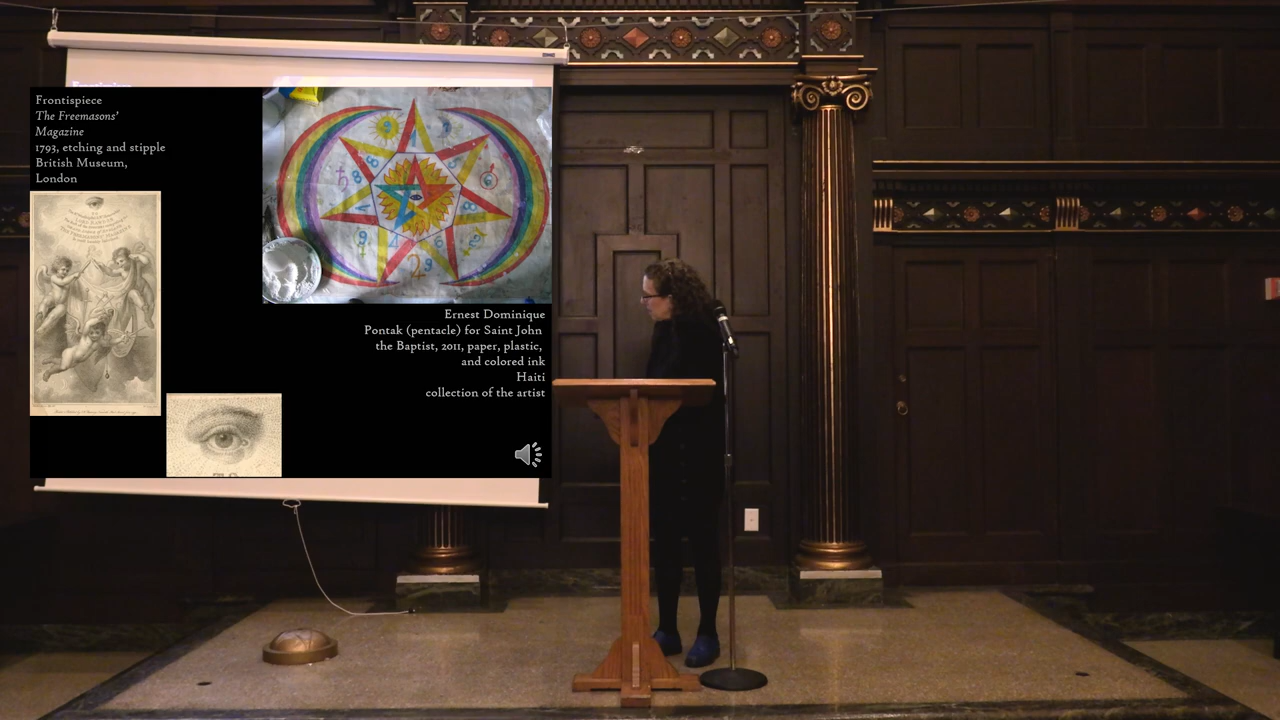 Frontispiece
The Freemasons'
Magazine
1793, etching and stipple
British Museum,
London
Ernest Dominique
Pontak (pentacle) for Saint John
the Baptist, 2011, paper, plastic,
and colored ink
Haiti
collection of the artist